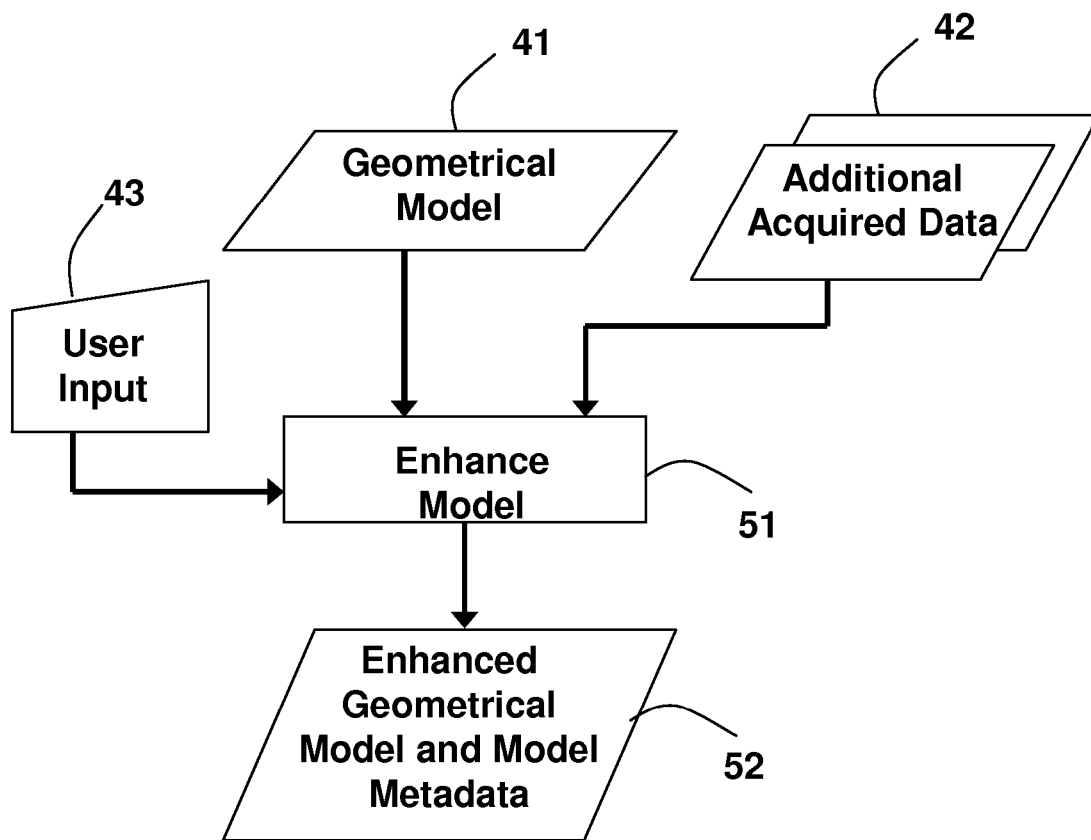 41
42
Geometrical
Model
Additional
Acquired Data
43
User
Input
Enhance
Model
51
Enhanced
Geometrical
Model and Model
Metadata
52